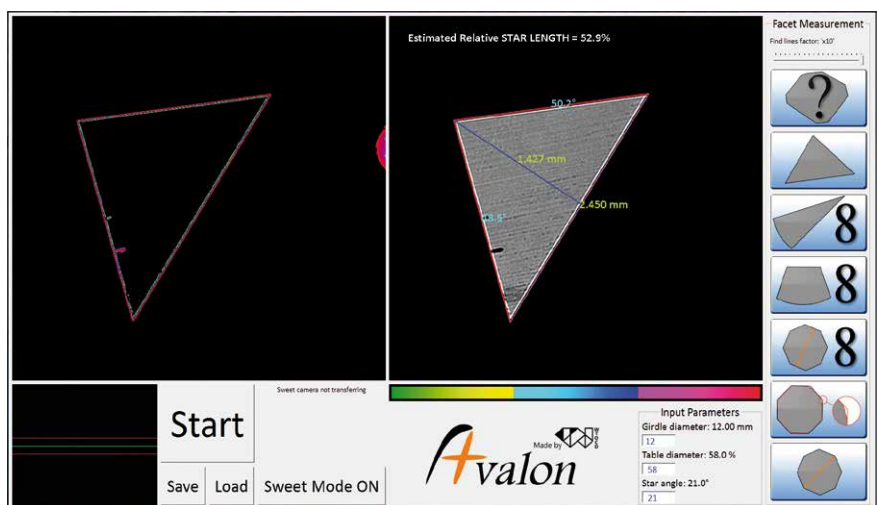 Estimated Relative STAR LENGTH = 52.9%
50.2°
1.427 mm
2.450 mm
Facet Measurement
Find lines factor: 'x10'
?
8
8
8
Sweet camera not transferring
Start
Save
Load
Sweet Mode ON
Avalon
Made by
Input Parameters
Girdle diameter: 12.00 mm
12
Table diameter: 58.0 %
58
Star angle: 21.0°
21